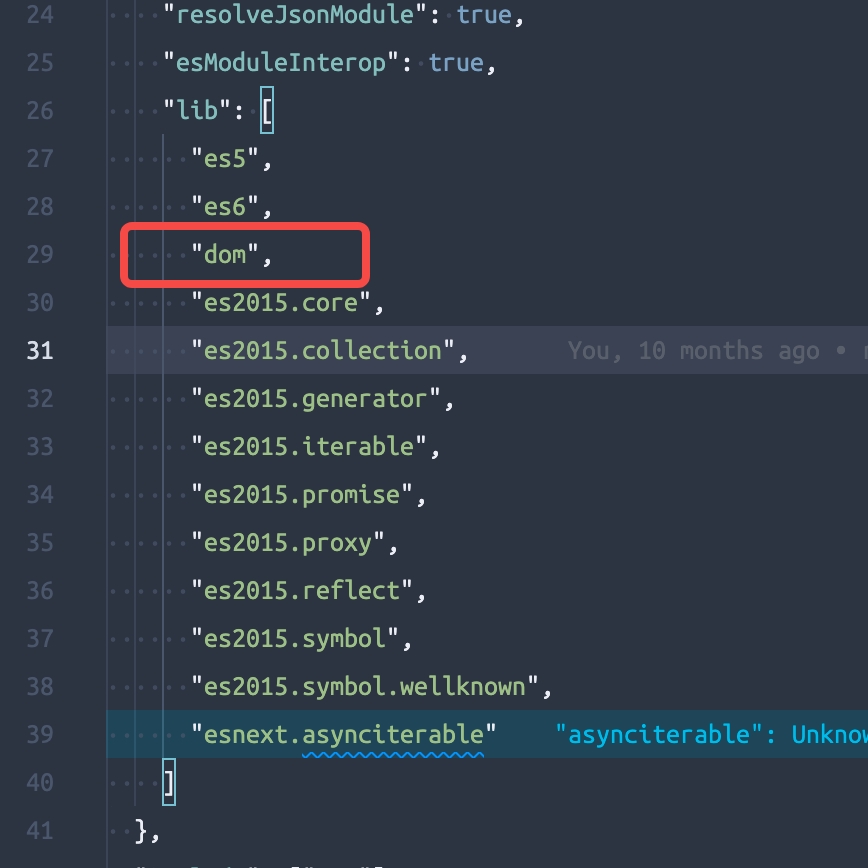 24 "resolveJsonModule": true,
25 "esModuleInterop": true,
26 "lib": [
27 "es5",
28 "es6",
29 "dom",
30 "es2015.core",
31 "es2015.collection", You, 10 months ago •
32 "es2015.generator",
33 "es2015.iterable",
34 "es2015.promise",
35 "es2015.proxy",
36 "es2015.reflect",
37 "es2015.symbol",
38 "es2015.symbol.wellknown",
39 "esnext.asynciterable" "asynciterable": Unknow
40 ]
41 },